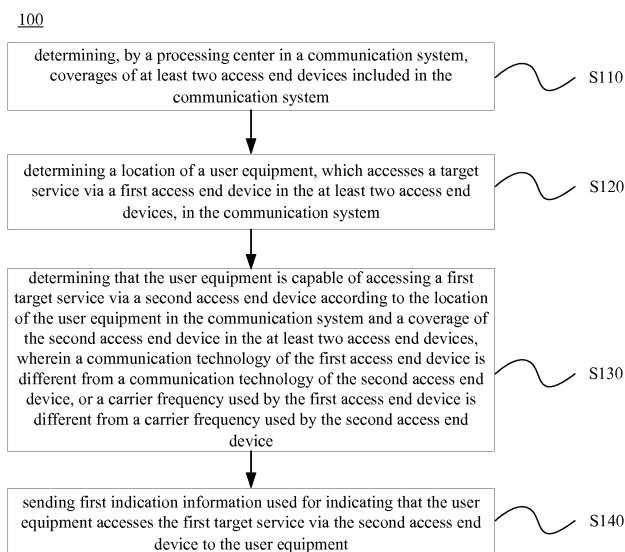 100
determining, by a processing center in a communication system,
coverages of at least two access end devices included in the
communication system
S110
determining a location of a user equipment, which accesses a target
service via a first access end device in the at least two access end
devices, in the communication system
S120
determining that the user equipment is capable of accessing a first
target service via a second access end device according to the location
of the user equipment in the communication system and a coverage of
the second access end device in the at least two access end devices,
wherein a communication technology of the first access end device is
different from a communication technology of the second access end
device, or a carrier frequency used by the first access end device is
different from a carrier frequency used by the second access end
device
S130
sending first indication information used for indicating that the user
equipment accesses the first target service via the second access end
device to the user equipment
S140